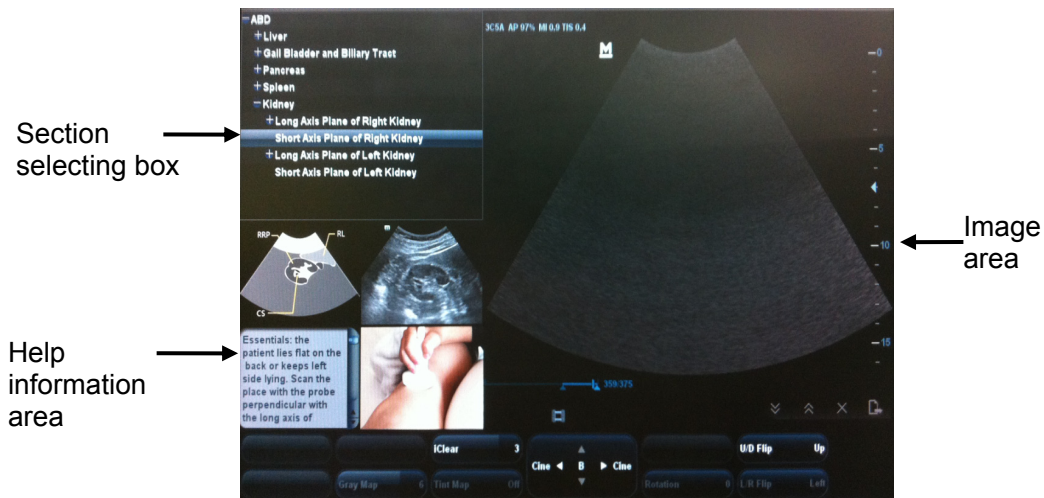 ABD
Liver
Gall Bladder and Biliary Tract
Pancreas
Spleen
Kidney
Long Axis Plane of Right Kidney
Short Axis Plane of Right Kidney
Long Axis Plane of Left Kidney
Short Axis Plane of Left Kidney
Section
selecting box
3C5A AP 97% MI 0.9 TIS 0.4
M
0
5
10
15
Image
area
RRP
RL
CS
Help
information
area
Essentials: the
patient lies flat on the
back or keeps left
side lying. Scan the
place with the probe
perpendicular with
the long axis of
359/375
iClear 3
Cine B Cine
U/D Flip Up
Gray Map 6
Tint Map Off
Rotation 0
L/R Flip Left